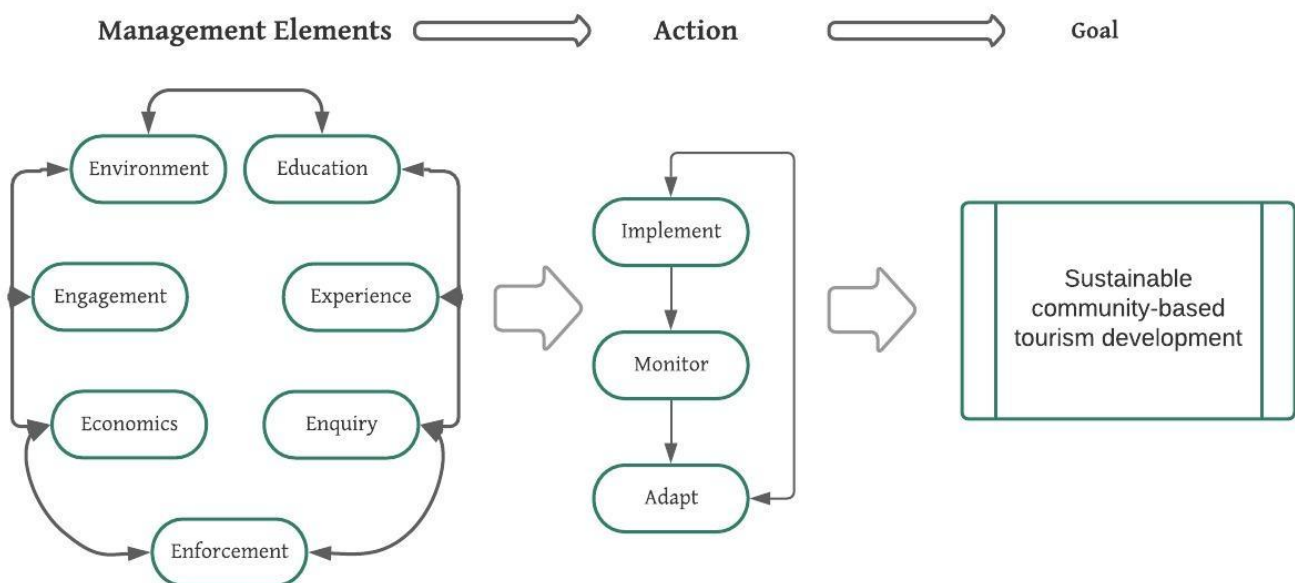 Management Elements
Action
Goal
Environment
Education
Engagement
Experience
Economics
Enquiry
Enforcement
Implement
Monitor
Adapt
Sustainable
community-based
tourism development